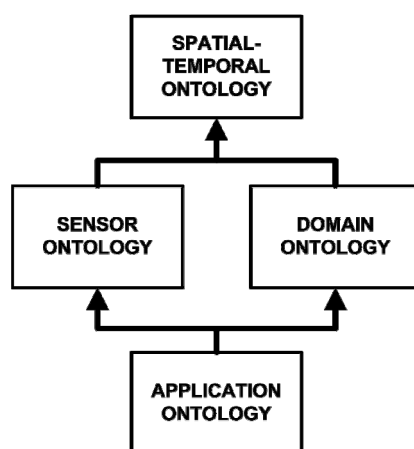 SPATIAL-
TEMPORAL
ONTOLOGY
SENSOR
ONTOLOGY
DOMAIN
ONTOLOGY
APPLICATION
ONTOLOGY